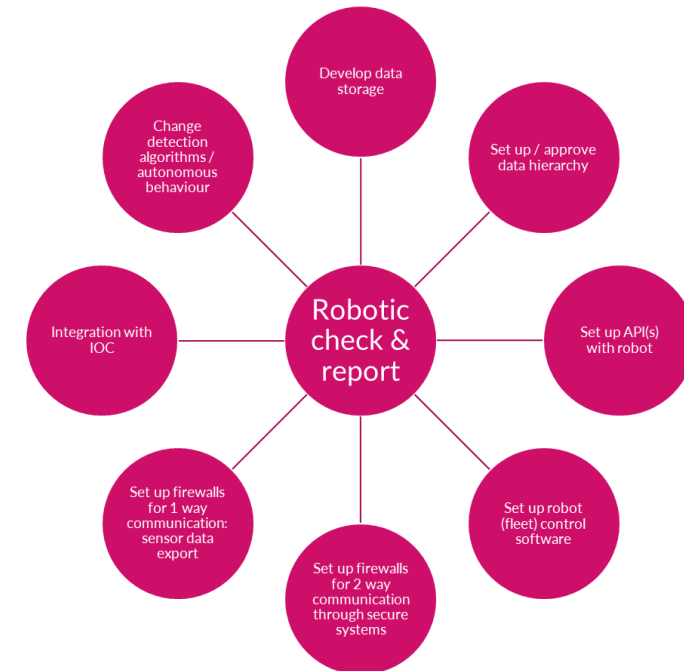 Develop data
storage
Set up / approve
data hierarchy
Set up API(s)
with robot
Set up robot
(fleet) control
software
Set up firewalls
for 2 way
communication
through secure
systems
Set up firewalls
for 1 way
communication:
sensor data
export
Integration with
IOC
Change
detection
algorithms /
autonomous
behaviour
Robotic
check &
report